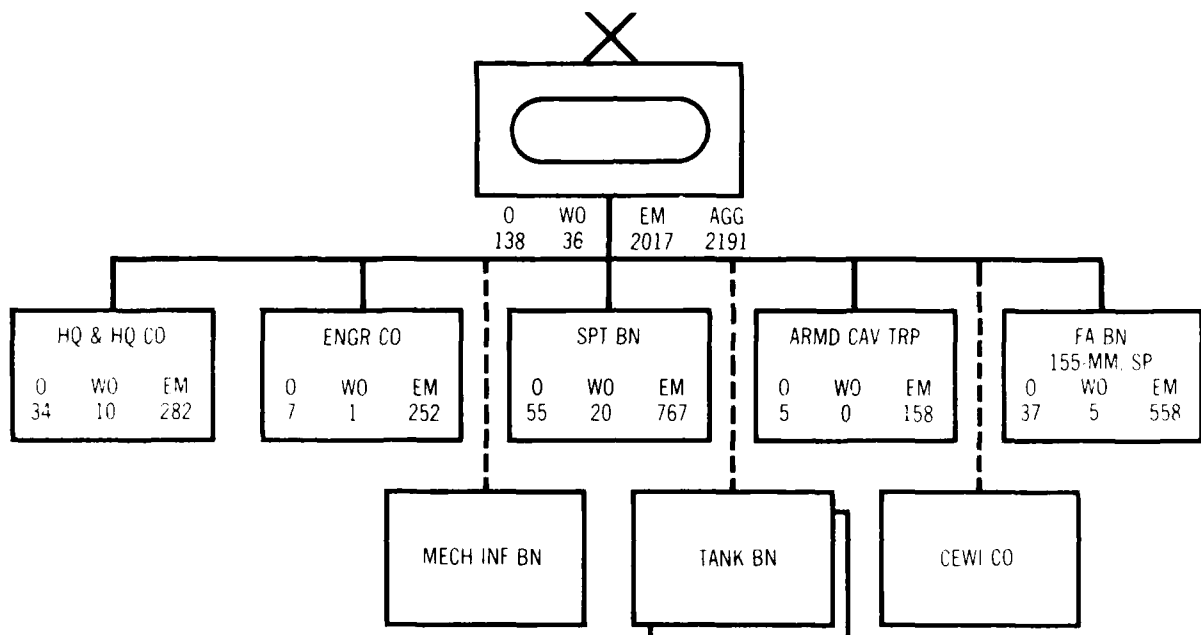 O WO EM AGG
138 36 2017 2191
HQ & HQ CO
O WO EM
34 10 282
ENGR CO
O WO EM
7 1 252
SPT BN
O WO EM
55 20 767
ARMD CAV TRP
O WO EM
5 0 158
FA BN
155-MM, SP
O WO EM
37 5 558
MECH INF BN
TANK BN
CEWI CO